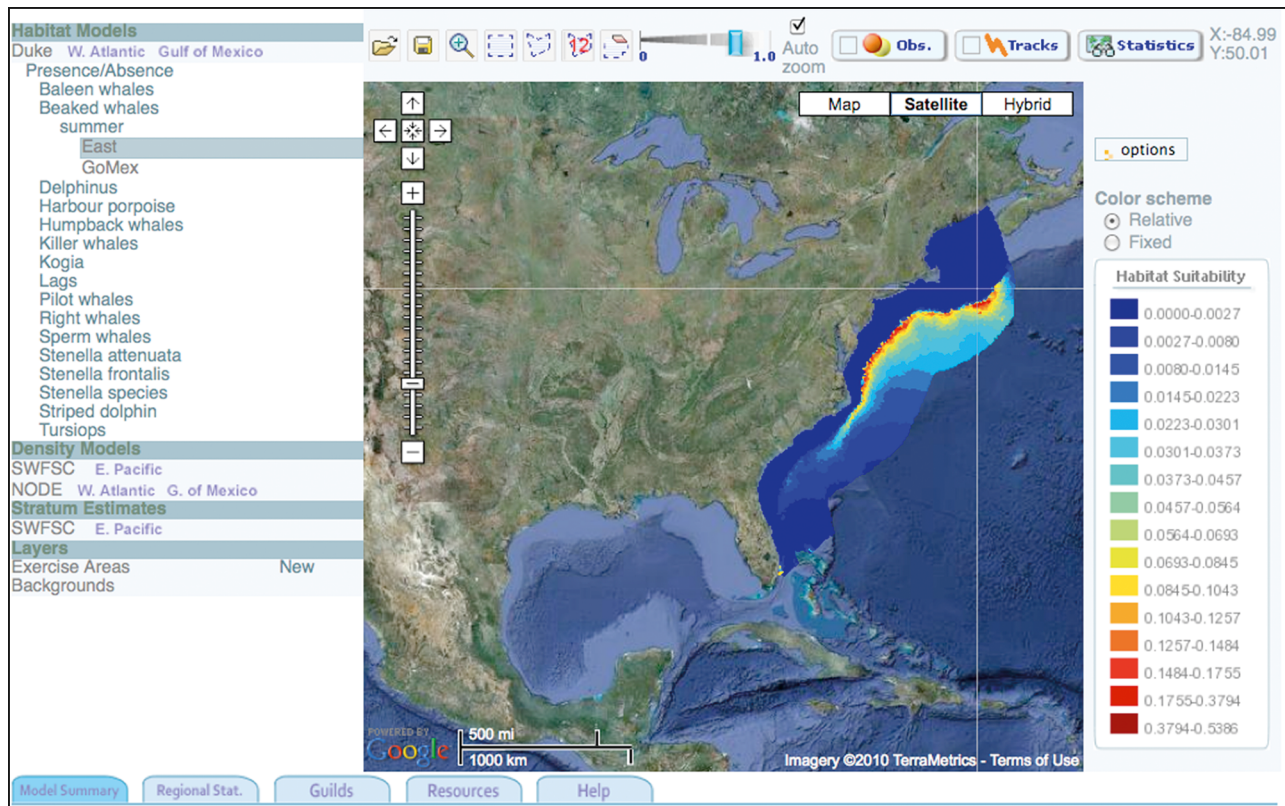 Habitat Models
Duke W. Atlantic Gulf of Mexico
Presence/Absence
Baleen whales
Beaked whales
summer
East
GoMex
Delphinus
Harbour porpoise
Humpback whales
Killer whales
Kogia
Lags
Pilot whales
Right whales
Sperm whales
Stenella attenuata
Stenella frontalis
Stenella species
Striped dolphin
Tursiops
Density Models
SWFSC E. Pacific
NODE W. Atlantic G. of Mexico
Stratum Estimates
SWFSC E. Pacific
Layers
Exercise Areas New
Backgrounds
12
0
1.0
Auto
zoom
Obs.
Tracks
Statistics
X:-84.99
Y:50.01
Map Satellite Hybrid
options
Color scheme
Relative
Fixed
Habitat Suitability
0.0000-0.0027
0.0027-0.0080
0.0080-0.0145
0.0145-0.0223
0.0223-0.0301
0.0301-0.0373
0.0373-0.0457
0.0457-0.0564
0.0564-0.0693
0.0693-0.0845
0.0845-0.1043
0.1043-0.1257
0.1257-0.1484
0.1484-0.1755
0.1755-0.3794
0.3794-0.5386
POWERED BY
Google
500 mi
1000 km
Imagery ©2010 TerraMetrics - Terms of Use
Model Summary Regional Stat. Guilds Resources Help